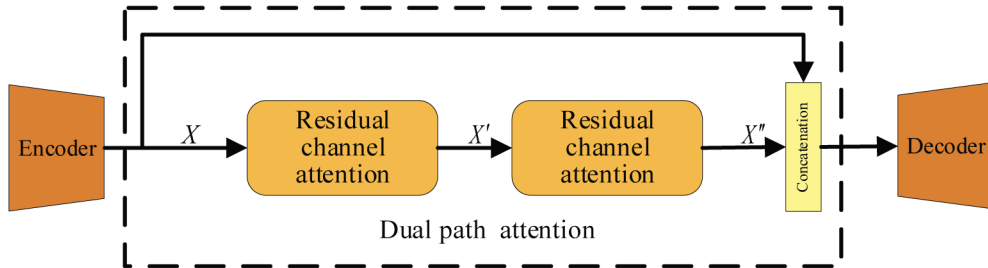 Encoder
X
Residual
channel
attention
X'
Residual
channel
attention
X''
Concatenation
Decoder
Dual path attention